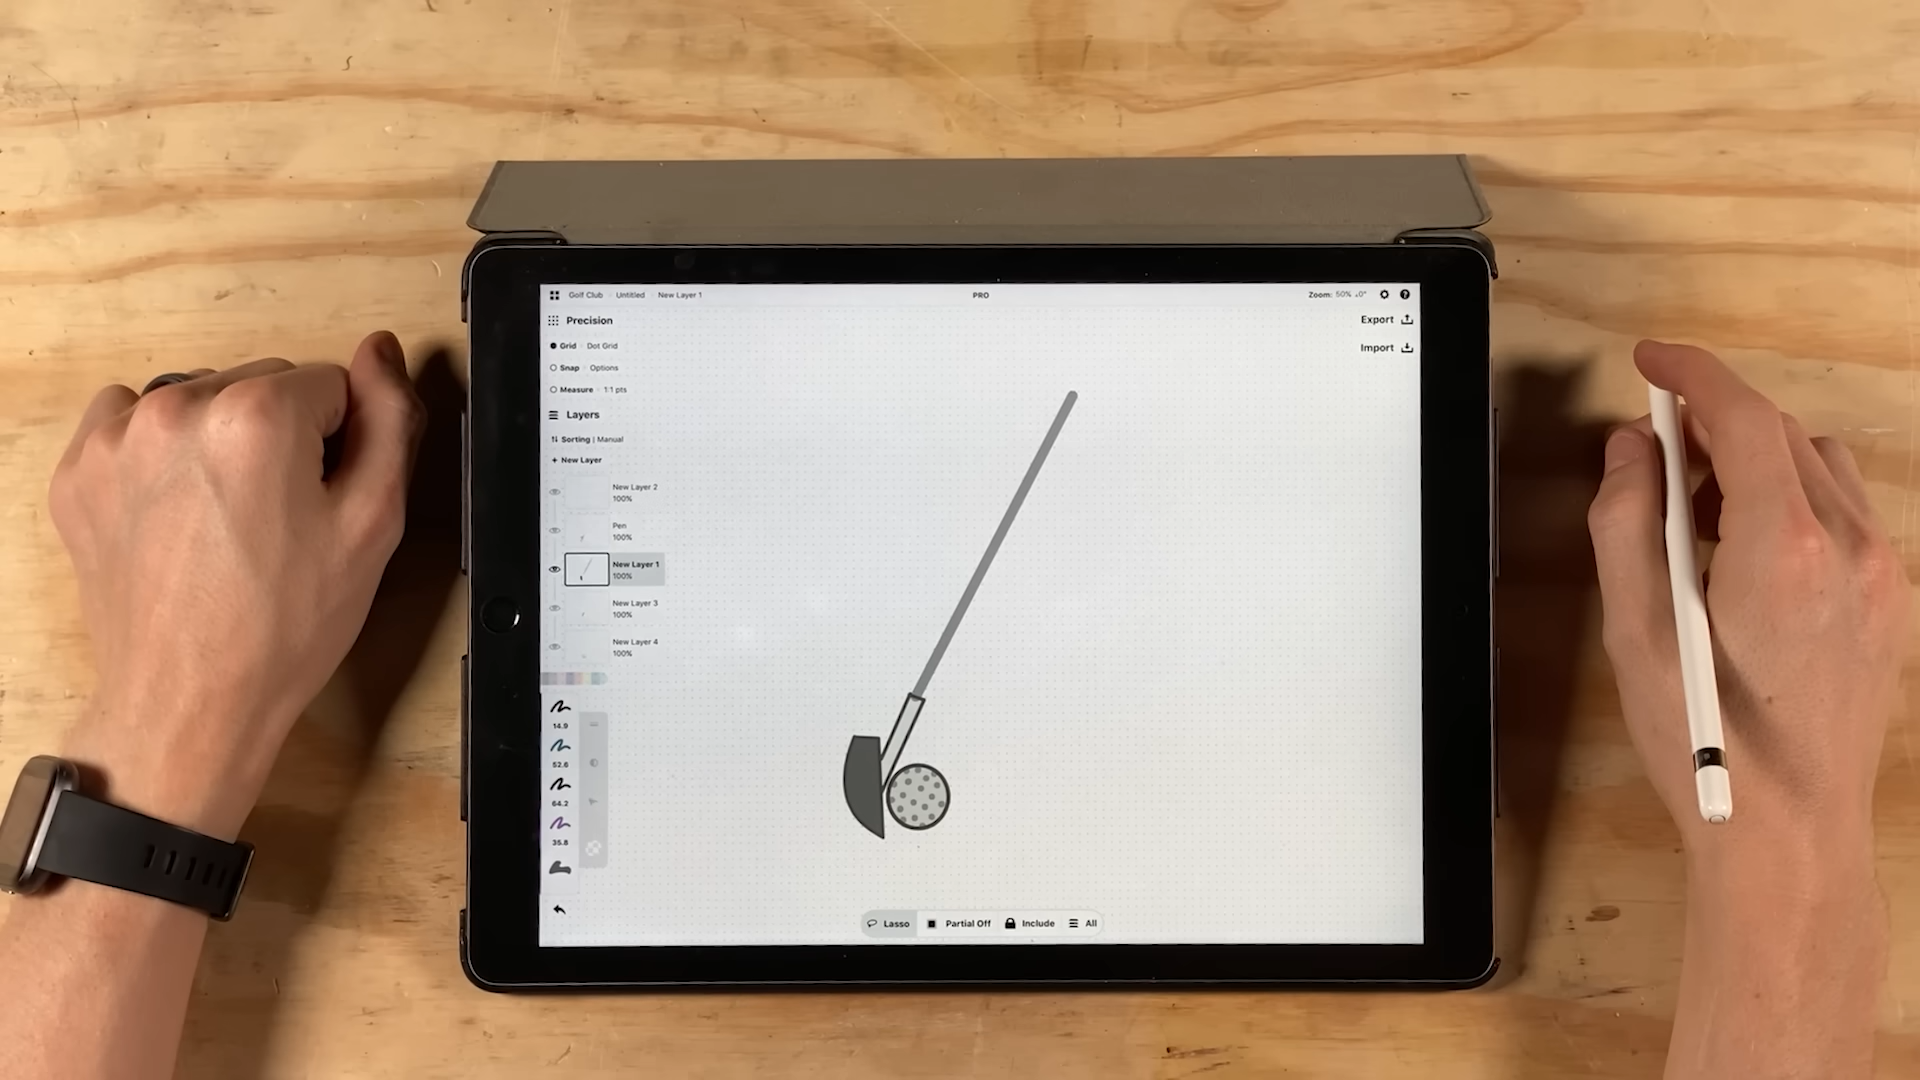 Golf Club Untitled New Layer 1
PRO
Zoom: 50% ⟂0°
Precision
Export
Grid Dot Grid
Import
Snap Options
Measure 1:1 pts
Layers
Sorting | Manual
+ New Layer
New Layer 2
100%
Pen
100%
New Layer 1
100%
New Layer 3
100%
New Layer 4
100%
14.9
52.6
64.2
35.8
Lasso Partial Off Include All